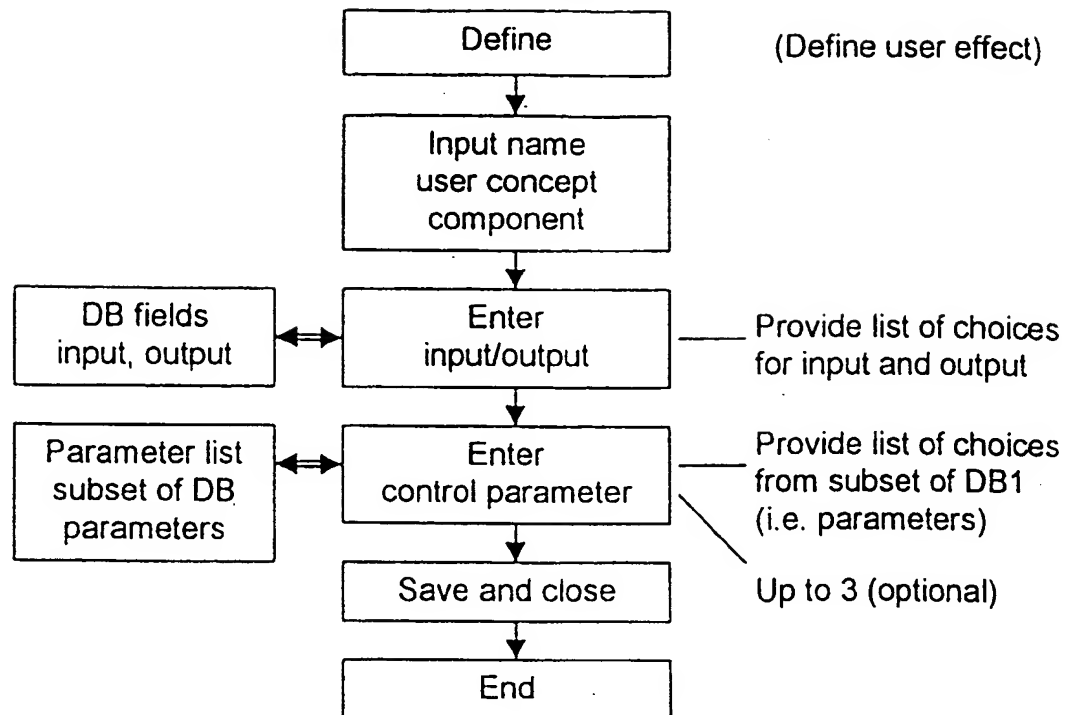 Define
(Define user effect)
Input name
user concept
component
DB fields
input, output
Enter
input/output
Provide list of choices
for input and output
Parameter list
subset of DB
parameters
Enter
control parameter
Provide list of choices
from subset of DB1
(i.e. parameters)
Up to 3 (optional)
Save and close
End